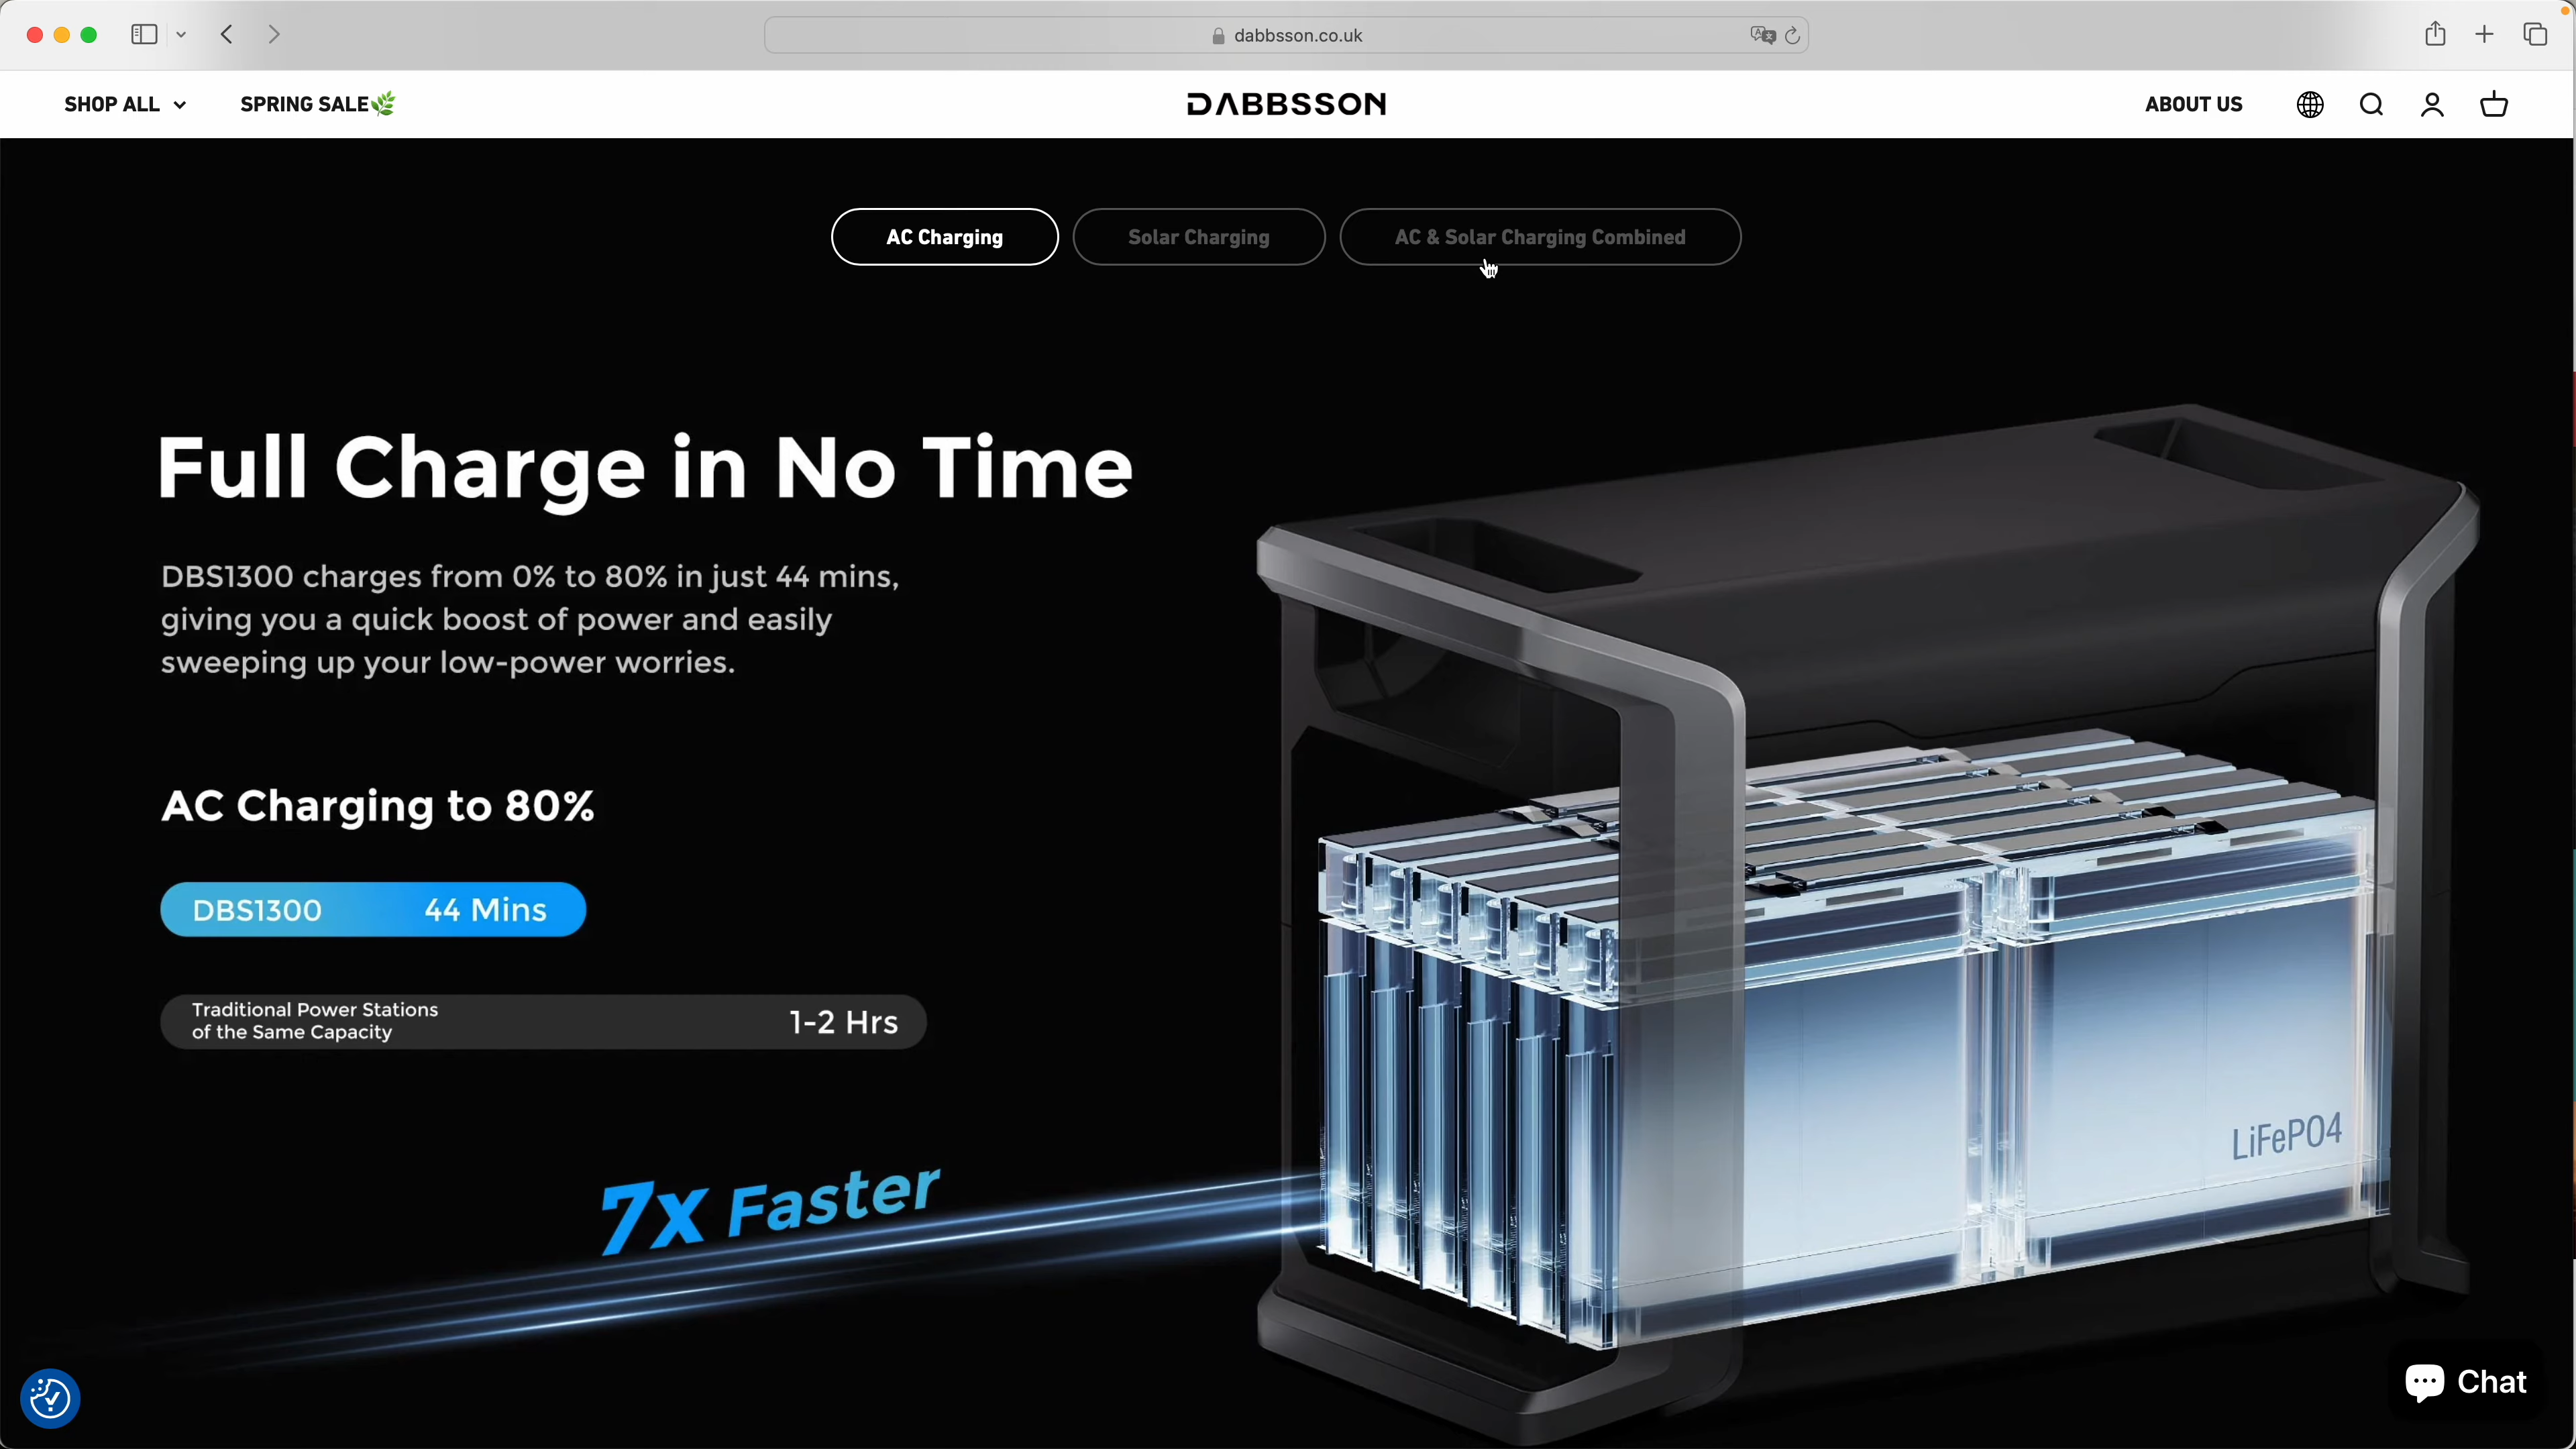 dabbsson.co.uk
SHOP ALL
SPRING SALE
DABBSSON
ABOUT US
AC Charging
Solar Charging
AC & Solar Charging Combined
Full Charge in No Time
DBS1300 charges from 0% to 80% in just 44 mins,
giving you a quick boost of power and easily
sweeping up your low-power worries.
AC Charging to 80%
DBS1300 44 Mins
Traditional Power Stations
of the Same Capacity
1-2 Hrs
7x Faster
LiFePO4
Chat